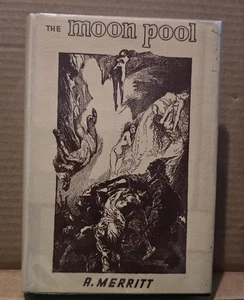 THE moon pool
A. MERRITT